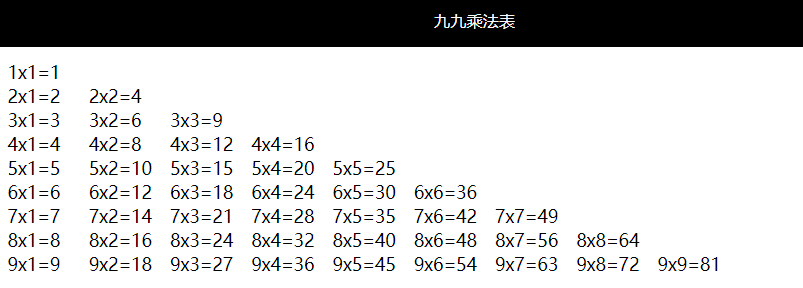 九九乘法表
1x1=1
2x1=2 2x2=4
3x1=3 3x2=6 3x3=9
4x1=4 4x2=8 4x3=12 4x4=16
5x1=5 5x2=10 5x3=15 5x4=20 5x5=25
6x1=6 6x2=12 6x3=18 6x4=24 6x5=30 6x6=36
7x1=7 7x2=14 7x3=21 7x4=28 7x5=35 7x6=42 7x7=49
8x1=8 8x2=16 8x3=24 8x4=32 8x5=40 8x6=48 8x7=56 8x8=64
9x1=9 9x2=18 9x3=27 9x4=36 9x5=45 9x6=54 9x7=63 9x8=72 9x9=81